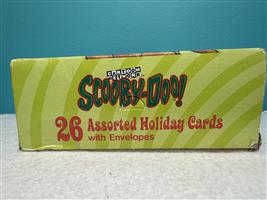 CARTOON NETWORK
SCOOBY-DOO!
26 Assorted Holiday Cards
with Envelopes